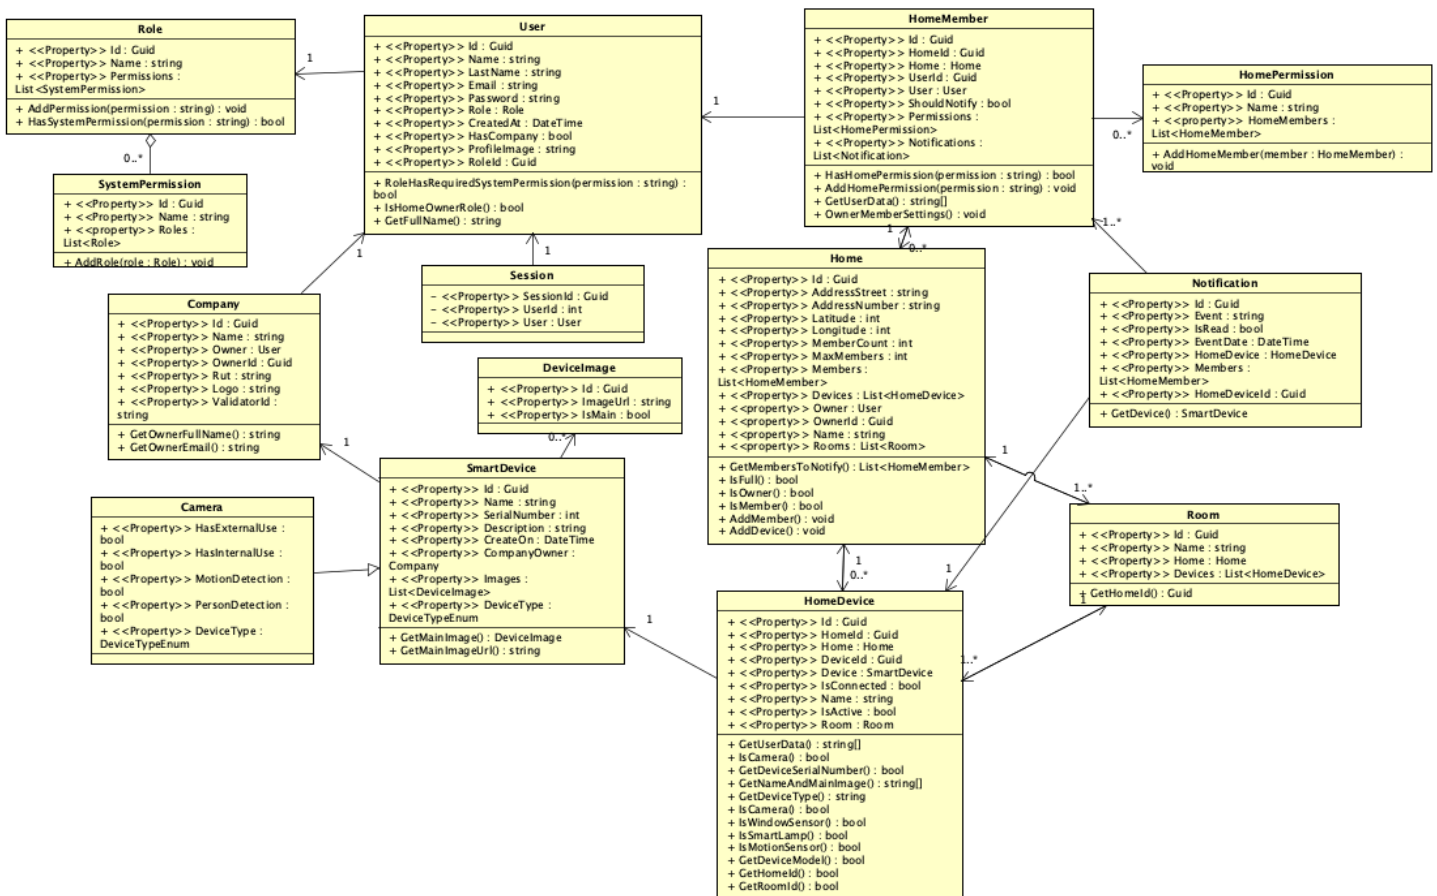 Role
+ <<Property>> Id : Guid
+ <<Property>> Name : string
+ <<Property>> Permissions :
List<SystemPermission>
+ AddPermission(permission : string) : void
+ HasSystemPermission(permission : string) : bool
1
0..*
SystemPermission
+ <<Property>> Id : Guid
+ <<Property>> Name : string
+ <<property>> Roles :
List<Role>
+ AddRole(role : Role) : void
User
+ <<Property>> Id : Guid
+ <<Property>> Name : string
+ <<Property>> LastName : string
+ <<Property>> Email : string
+ <<Property>> Password : string
+ <<Property>> Role : Role
+ <<Property>> CreatedAt : DateTime
+ <<Property>> HasCompany : bool
+ <<Property>> ProfileImage : string
+ <<Property>> RoleId : Guid
+ RoleHasRequiredSystemPermission(permission : string) :
bool
+ IsHomeOwnerRole() : bool
+ GetFullName() : string
1
HomeMember
+ <<Property>> Id : Guid
+ <<Property>> HomeId : Guid
+ <<Property>> Home : Home
+ <<Property>> UserId : Guid
+ <<Property>> User : User
+ <<Property>> ShouldNotify : bool
+ <<Property>> Permissions :
List<HomePermission>
+ <<Property>> Notifications :
List<Notification>
+ HasHomePermission(permission : string) : bool
+ AddHomePermission(permission : string) : void
+ GetUserData() : string[]
+ OwnerMemberSettings() : void
0..*
HomePermission
+ <<Property>> Id : Guid
+ <<Property>> Name : string
+ <<property>> HomeMembers :
List<HomeMember>
+ AddHomeMember(member : HomeMember) :
void
1
1
Session
- <<Property>> SessionId : Guid
- <<Property>> UserId : int
- <<Property>> User : User
Company
+ <<Property>> Id : Guid
+ <<Property>> Name : string
+ <<Property>> Owner : User
+ <<Property>> OwnerId : Guid
+ <<Property>> Rut : string
+ <<Property>> Logo : string
+ <<Property>> ValidatorId :
string
+ GetOwnerFullName() : string
+ GetOwnerEmail() : string
1
DeviceImage
+ <<Property>> Id : Guid
+ <<Property>> ImageUrl : string
+ <<Property>> IsMain : bool
0..*
1
0..*
Home
+ <<Property>> Id : Guid
+ <<Property>> AddressStreet : string
+ <<Property>> AddressNumber : string
+ <<Property>> Latitude : int
+ <<Property>> Longitude : int
+ <<Property>> MemberCount : int
+ <<Property>> MaxMembers : int
+ <<Property>> Members :
List<HomeMember>
+ <<Property>> Devices : List<HomeDevice>
+ <<property>> Owner : User
+ <<property>> OwnerId : Guid
+ <<property>> Name : string
+ <<property>> Rooms : List<Room>
+ GetMembersToNotify() : List<HomeMember>
+ IsFull() : bool
+ IsOwner() : bool
+ IsMember() : bool
+ AddMember() : void
+ AddDevice() : void
1..*
Notification
+ <<Property>> Id : Guid
+ <<Property>> Event : string
+ <<Property>> IsRead : bool
+ <<Property>> EventDate : DateTime
+ <<Property>> HomeDevice : HomeDevice
+ <<Property>> Members :
List<HomeMember>
+ <<Property>> HomeDeviceId : Guid
+ GetDevice() : SmartDevice
1
1..*
Room
+ <<Property>> Id : Guid
+ <<Property>> Name : string
+ <<Property>> Home : Home
+ <<Property>> Devices : List<HomeDevice>
+ GetHomeId() : Guid
1
Camera
+ <<Property>> HasExternalUse :
bool
+ <<Property>> HasInternalUse :
bool
+ <<Property>> MotionDetection :
bool
+ <<Property>> PersonDetection :
bool
+ <<Property>> DeviceType :
DeviceTypeEnum
SmartDevice
+ <<Property>> Id : Guid
+ <<Property>> Name : string
+ <<Property>> SerialNumber : int
+ <<Property>> Description : string
+ <<Property>> CreateOn : DateTime
+ <<Property>> CompanyOwner :
Company
+ <<Property>> Images :
List<DeviceImage>
+ <<Property>> DeviceType :
DeviceTypeEnum
+ GetMainImage() : DeviceImage
+ GetMainImageUrl() : string
1
1
0..*
1
1..*
HomeDevice
+ <<Property>> Id : Guid
+ <<Property>> HomeId : Guid
+ <<Property>> Home : Home
+ <<Property>> DeviceId : Guid
+ <<Property>> Device : SmartDevice
+ <<Property>> IsConnected : bool
+ <<Property>> Name : string
+ <<Property>> IsActive : bool
+ <<Property>> Room : Room
+ GetUserData() : string[]
+ IsCamera() : bool
+ GetDeviceSerialNumber() : bool
+ GetNameAndMainImage() : string[]
+ GetDeviceType() : string
+ IsCamera() : bool
+ IsWindowSensor() : bool
+ IsSmartLamp() : bool
+ IsMotionSensor() : bool
+ GetDeviceModel() : bool
+ GetHomeId() : bool
+ GetRoomId() : bool